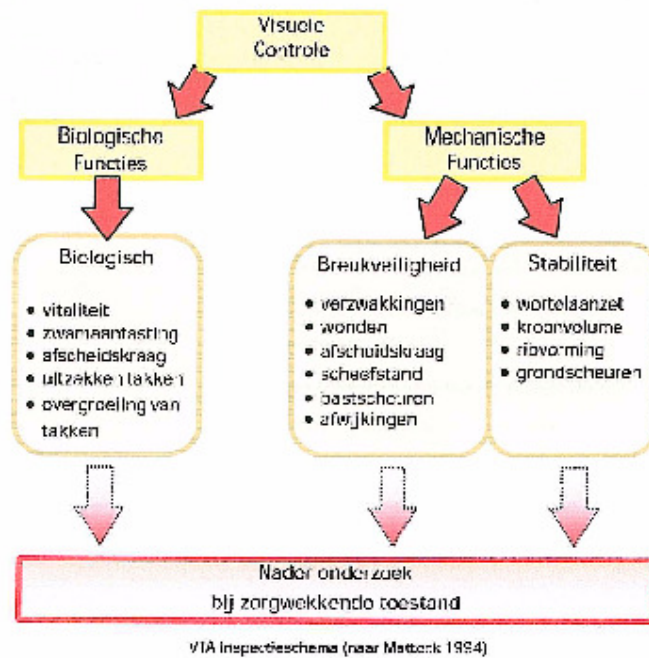 Visuele
Controle
Biologische
Functies
Mechanische
Functies
Biologisch
• vitaliteit
• zwamaantasting
• afscheidskraag
• uitzakken takken
• overgroeiing van
takken
Breukveiligheid
• verzwakkingen
• wonden
• afscheidskraag
• scheefstand
• bastscheuren
• afwijkingen
Stabiliteit
• wortelaanzet
• kroonvolume
• ribvorming
• grondscheuren
Nader onderzoek
bij zorgwekkende toestand
VTA inspectieschema (naar Matteck 1994)